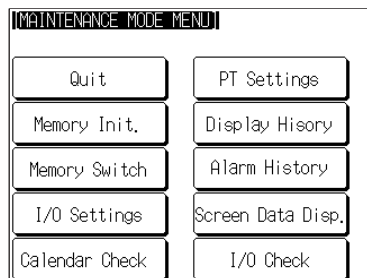 [MAINTENANCE MODE MENU]
Quit
PT Settings
Memory Init.
Display Hisory
Memory Switch
Alarm History
I/O Settings
Screen Data Disp.
Calendar Check
I/O Check